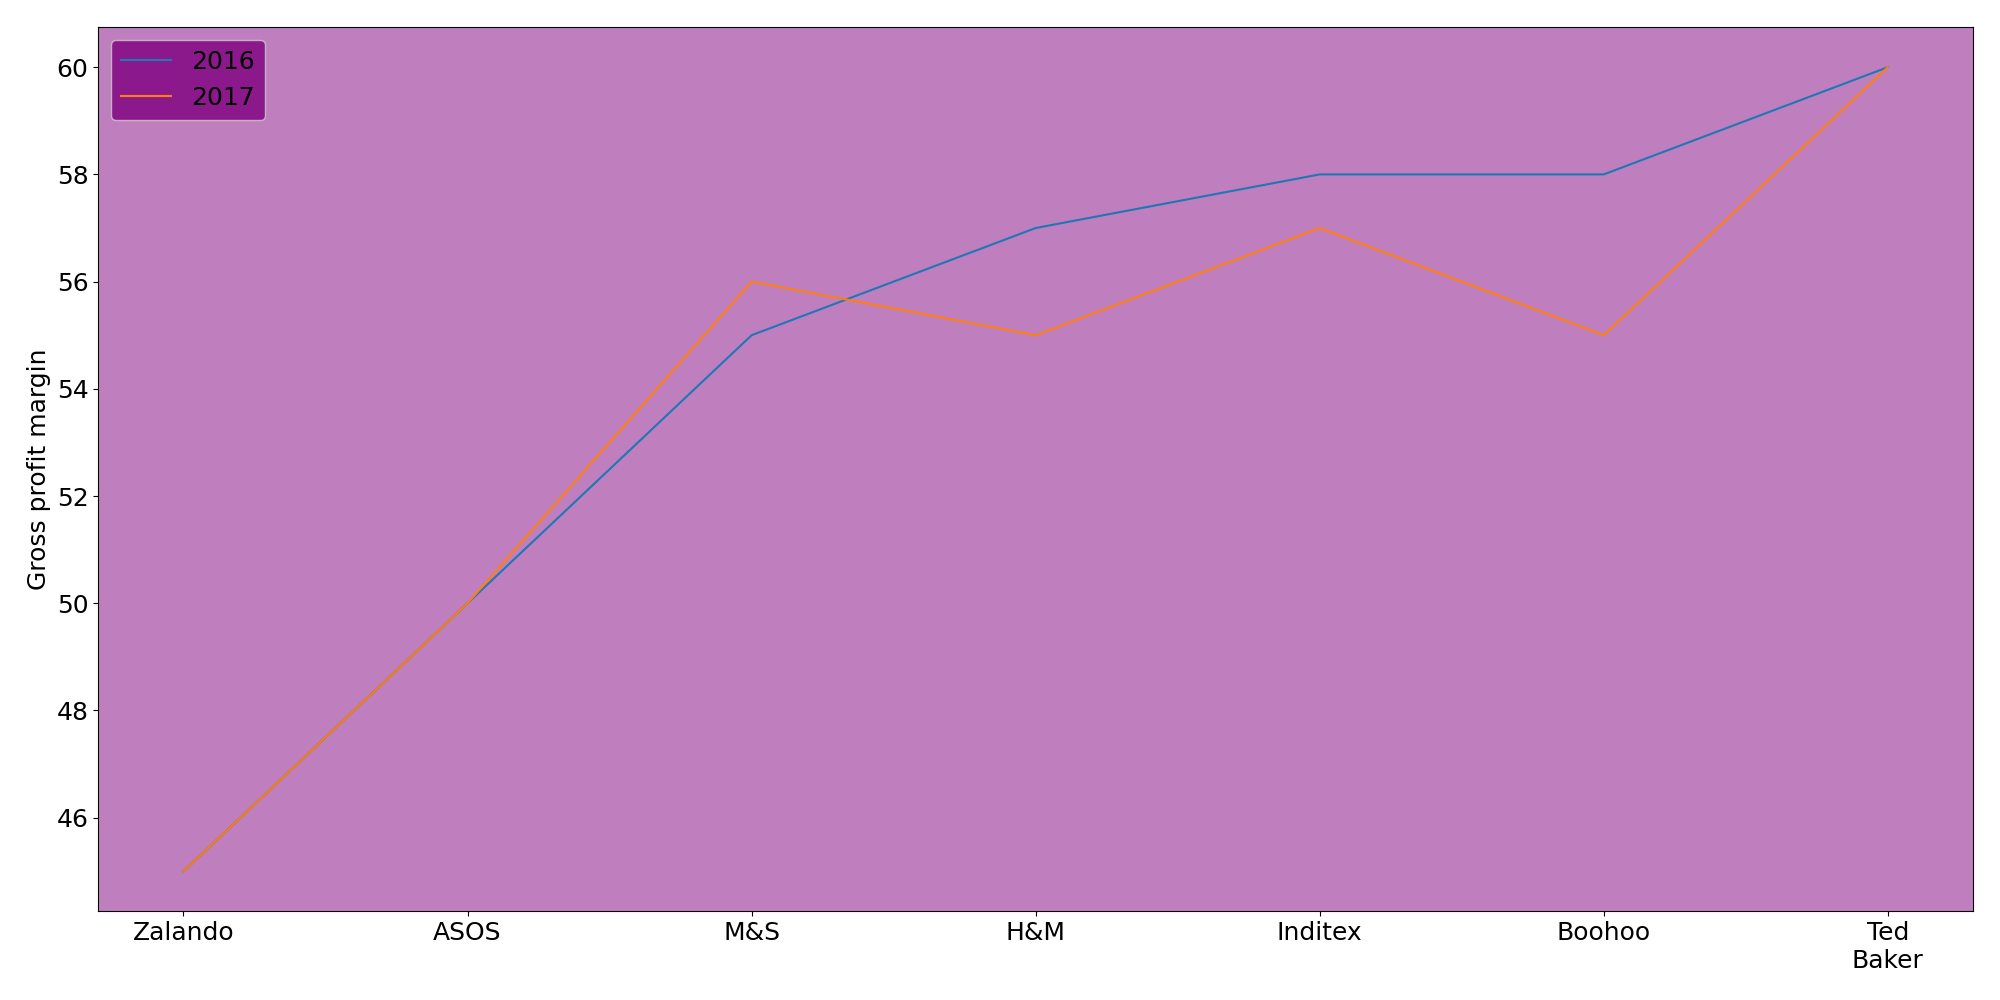 2016
2017
Gross profit margin
60
58
56
54
52
50
48
46
Zalando
ASOS
M&S
H&M
Inditex
Boohoo
Ted
Baker